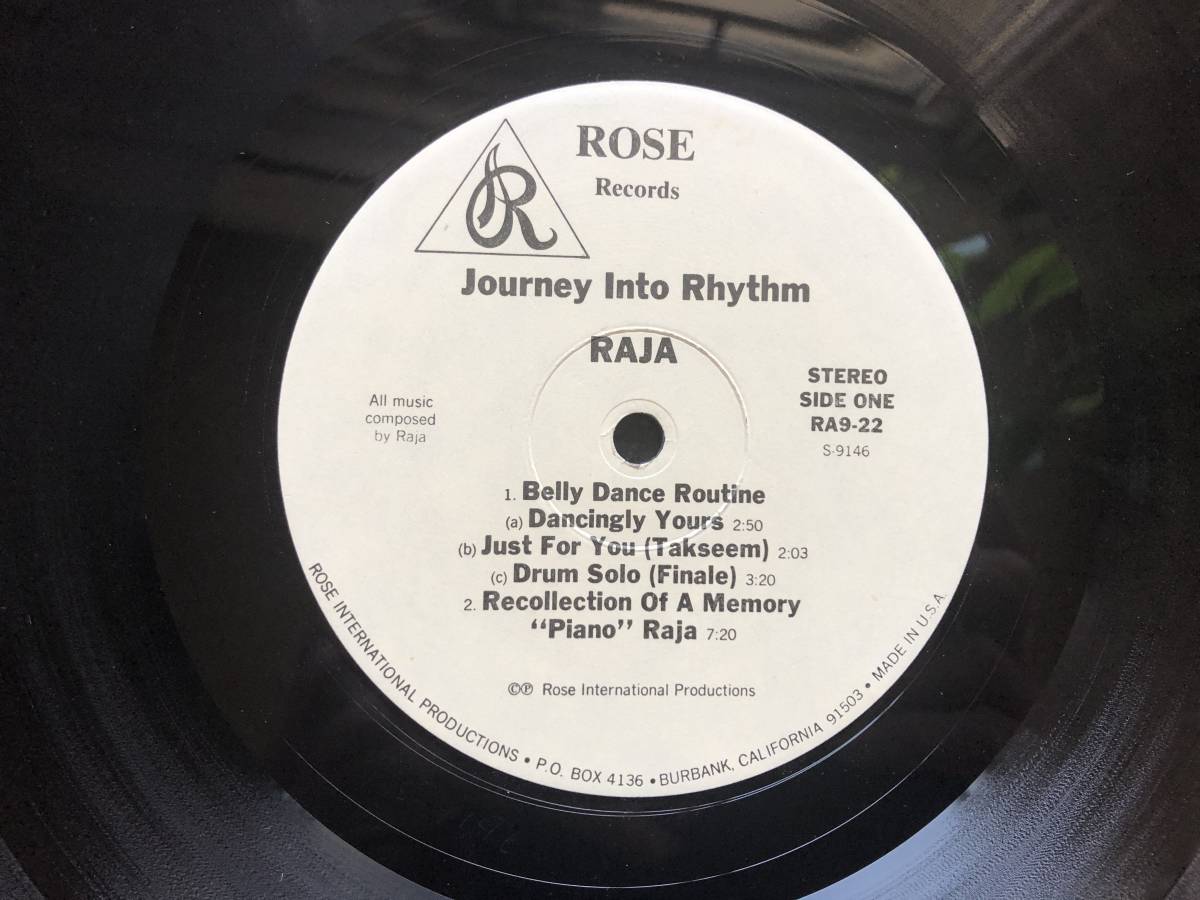 R
ROSE
Records
Journey Into Rhythm
RAJA
All music
composed
by Raja
STEREO
SIDE ONE
RA9-22
S-9146
1. Belly Dance Routine
(a) Dancingly Yours 2:50
(b) Just For You (Takseem) 2:03
(c) Drum Solo (Finale) 3:20
2. Recollection Of A Memory
"Piano" Raja 7:20
©℗ Rose International Productions
ROSE INTERNATIONAL PRODUCTIONS • P.O. BOX 4136 • BURBANK, CALIFORNIA 91503 • MADE IN U.S.A.